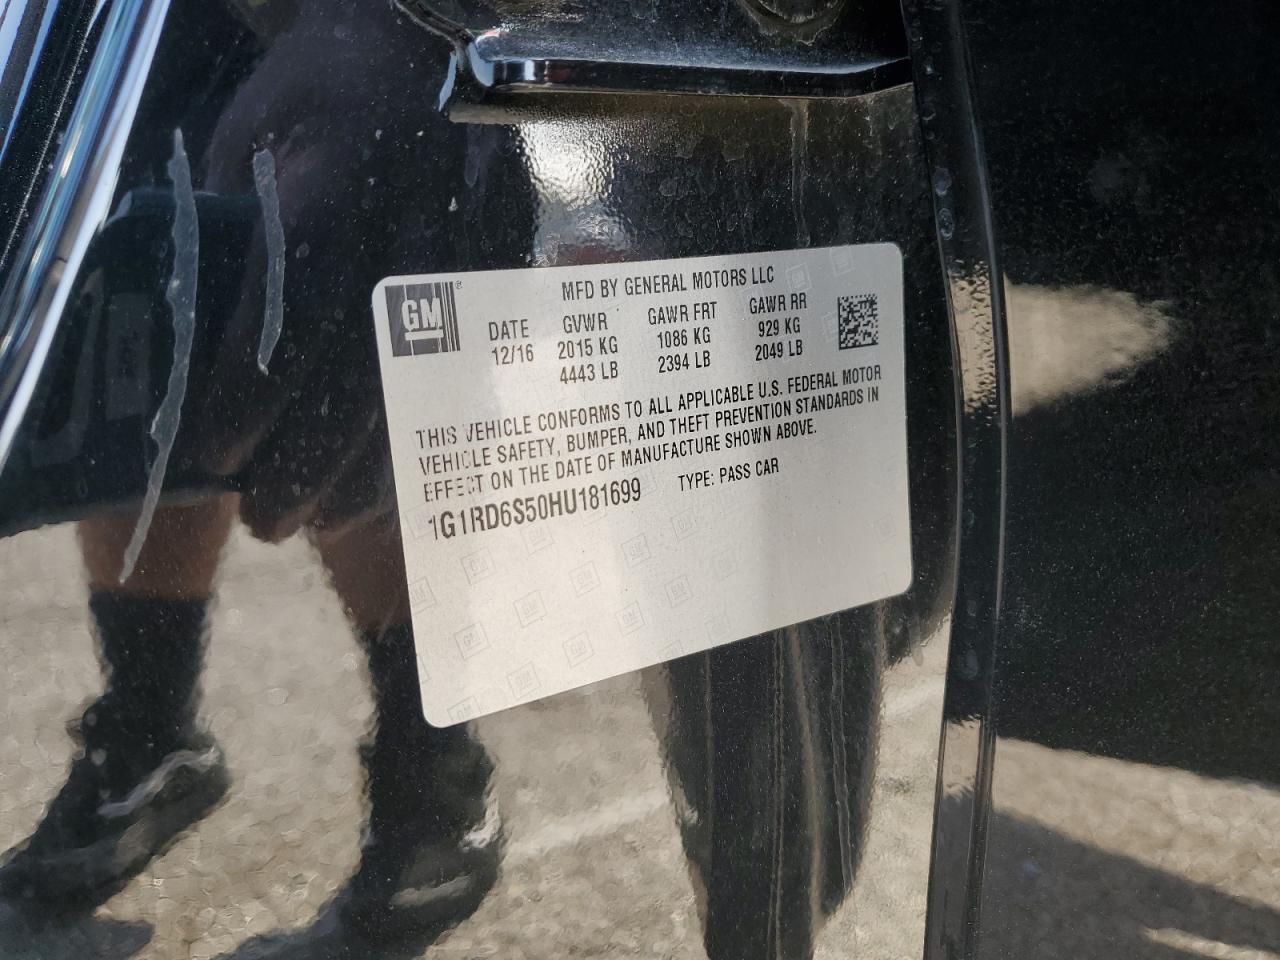 GM
MFD BY GENERAL MOTORS LLC
DATE GVWR GAWR FRT GAWR RR
12/16 2015 KG 1086 KG 929 KG
4443 LB 2394 LB 2049 LB
THIS VEHICLE CONFORMS TO ALL APPLICABLE U.S. FEDERAL MOTOR
VEHICLE SAFETY, BUMPER, AND THEFT PREVENTION STANDARDS IN
EFFECT ON THE DATE OF MANUFACTURE SHOWN ABOVE.
1G1RD6S50HU181699 TYPE: PASS CAR